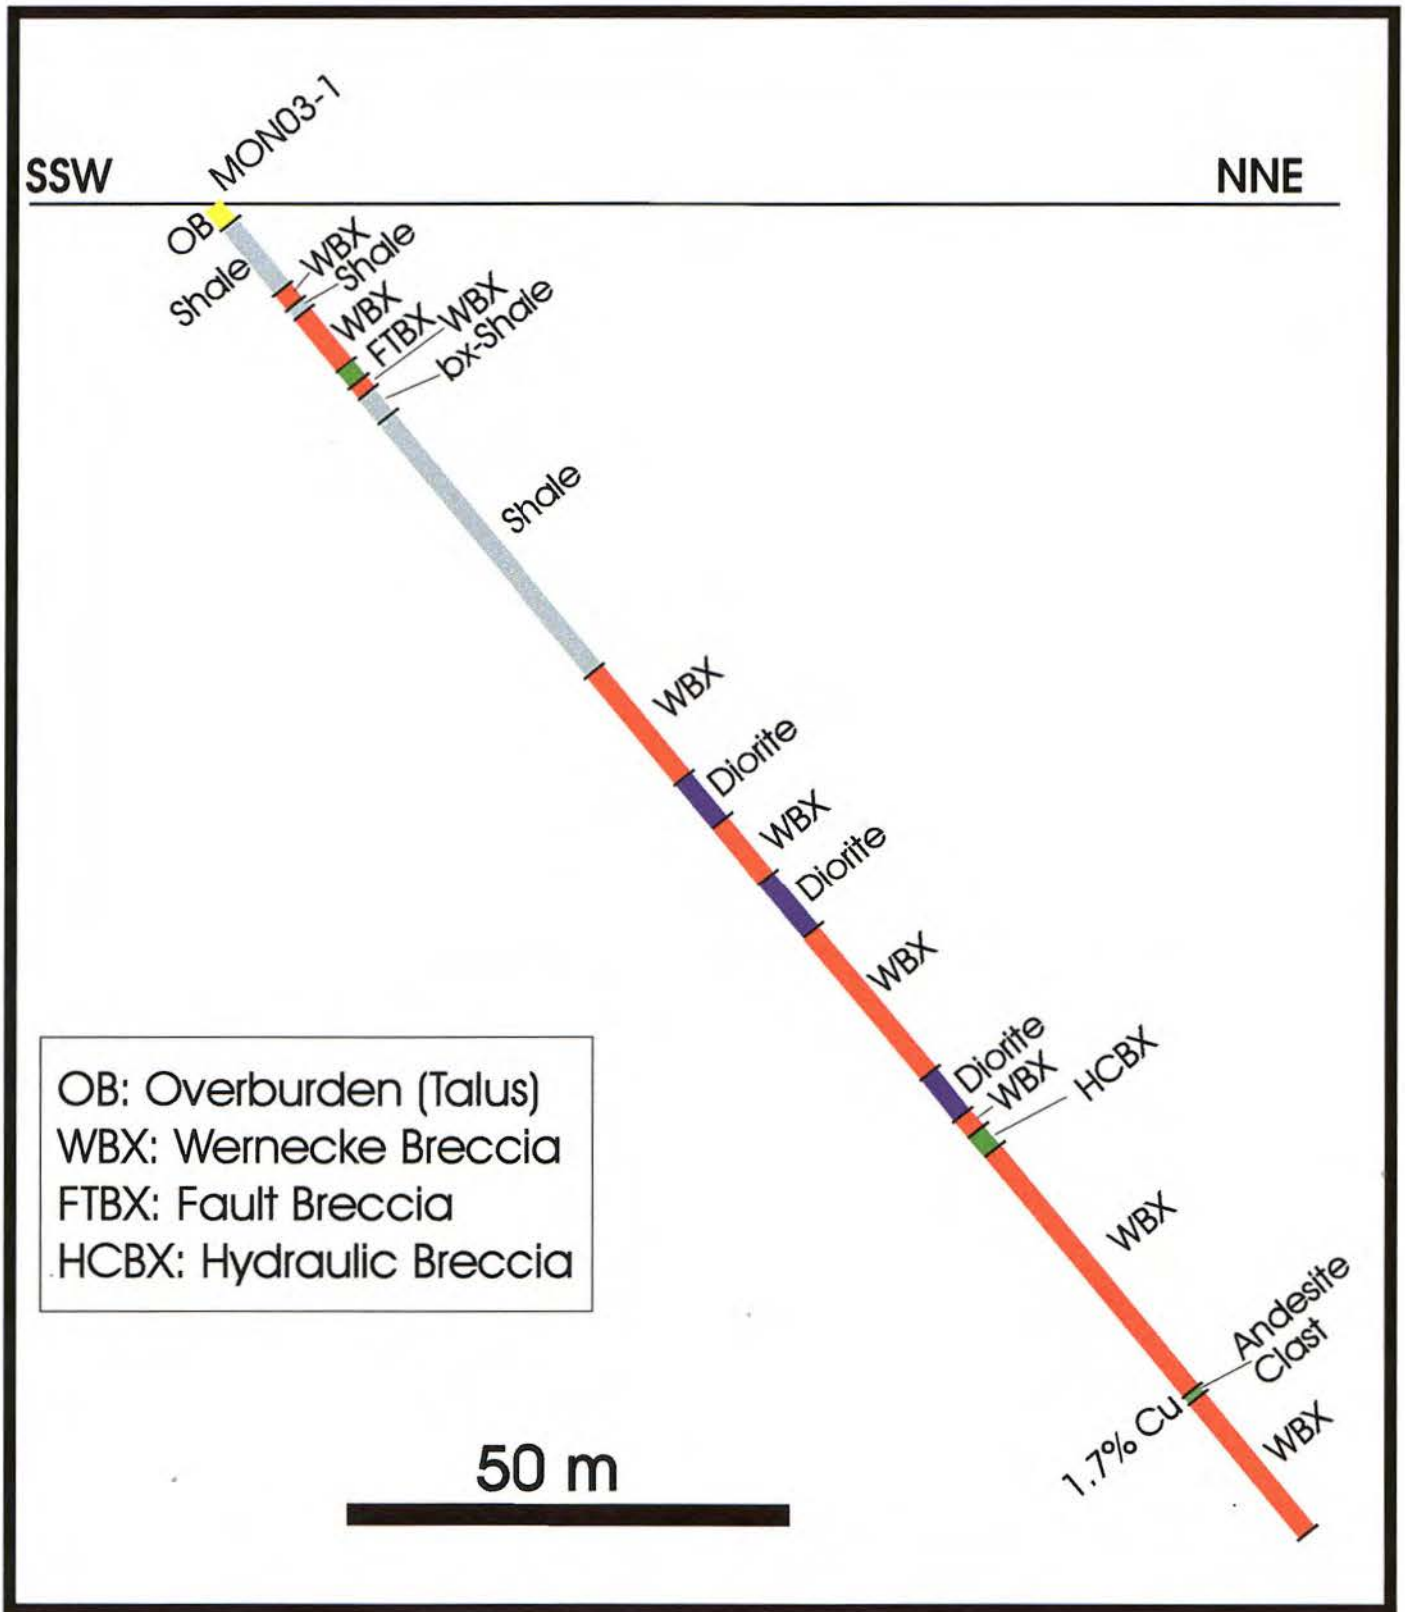 MON03-1
SSW
NNE
OB
Shale
WBX
Shale
WBX
FTBX
WBX
bx-Shale
Shale
WBX
Diorite
WBX
Diorite
WBX
Diorite
WBX
HCBX
WBX
Andesite
Clast
1.7% Cu
WBX
OB: Overburden (Talus)
WBX: Wernecke Breccia
FTBX: Fault Breccia
HCBX: Hydraulic Breccia
50 m